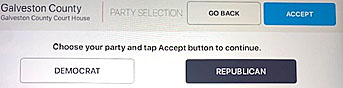 Galveston County
Galveston County Court House
PARTY SELECTION
GO BACK
ACCEPT
Choose your party and tap Accept button to continue.
DEMOCRAT
REPUBLICAN